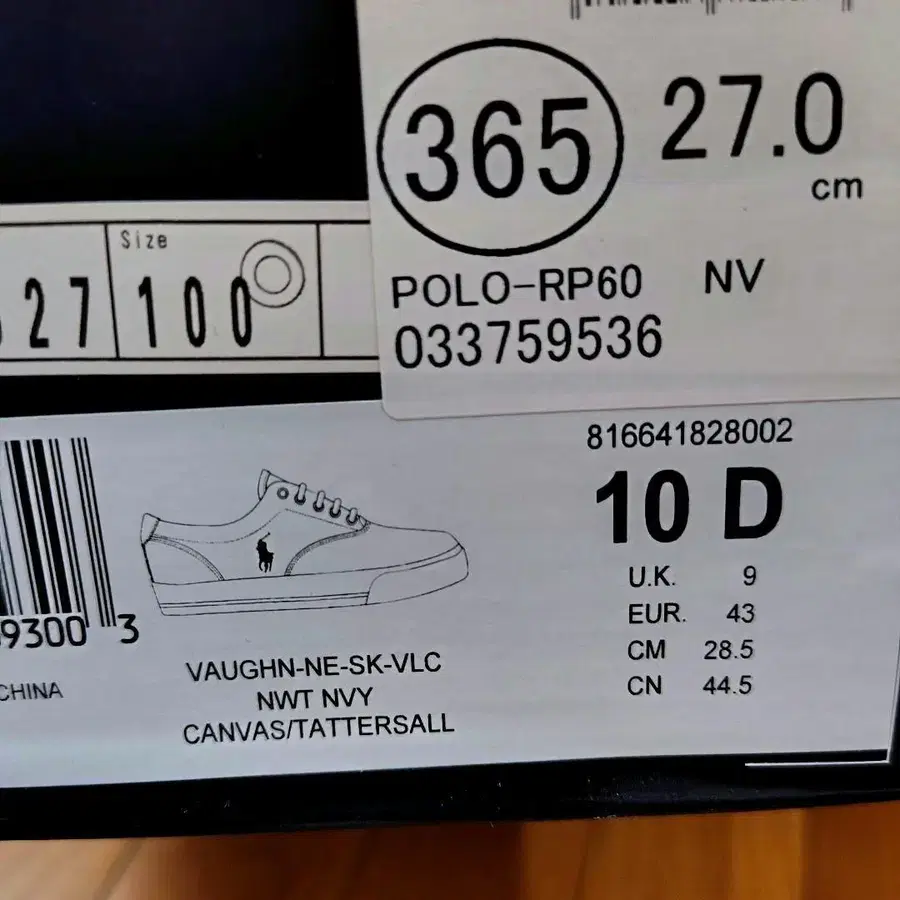 365 27.0
cm
POLO-RP60 NV
033759536
Size
27 100
816641828002
10 D
U.K. 9
EUR. 43
CM 28.5
CN 44.5
9300 3
CHINA
VAUGHN-NE-SK-VLC
NWT NVY
CANVAS/TATTERSALL